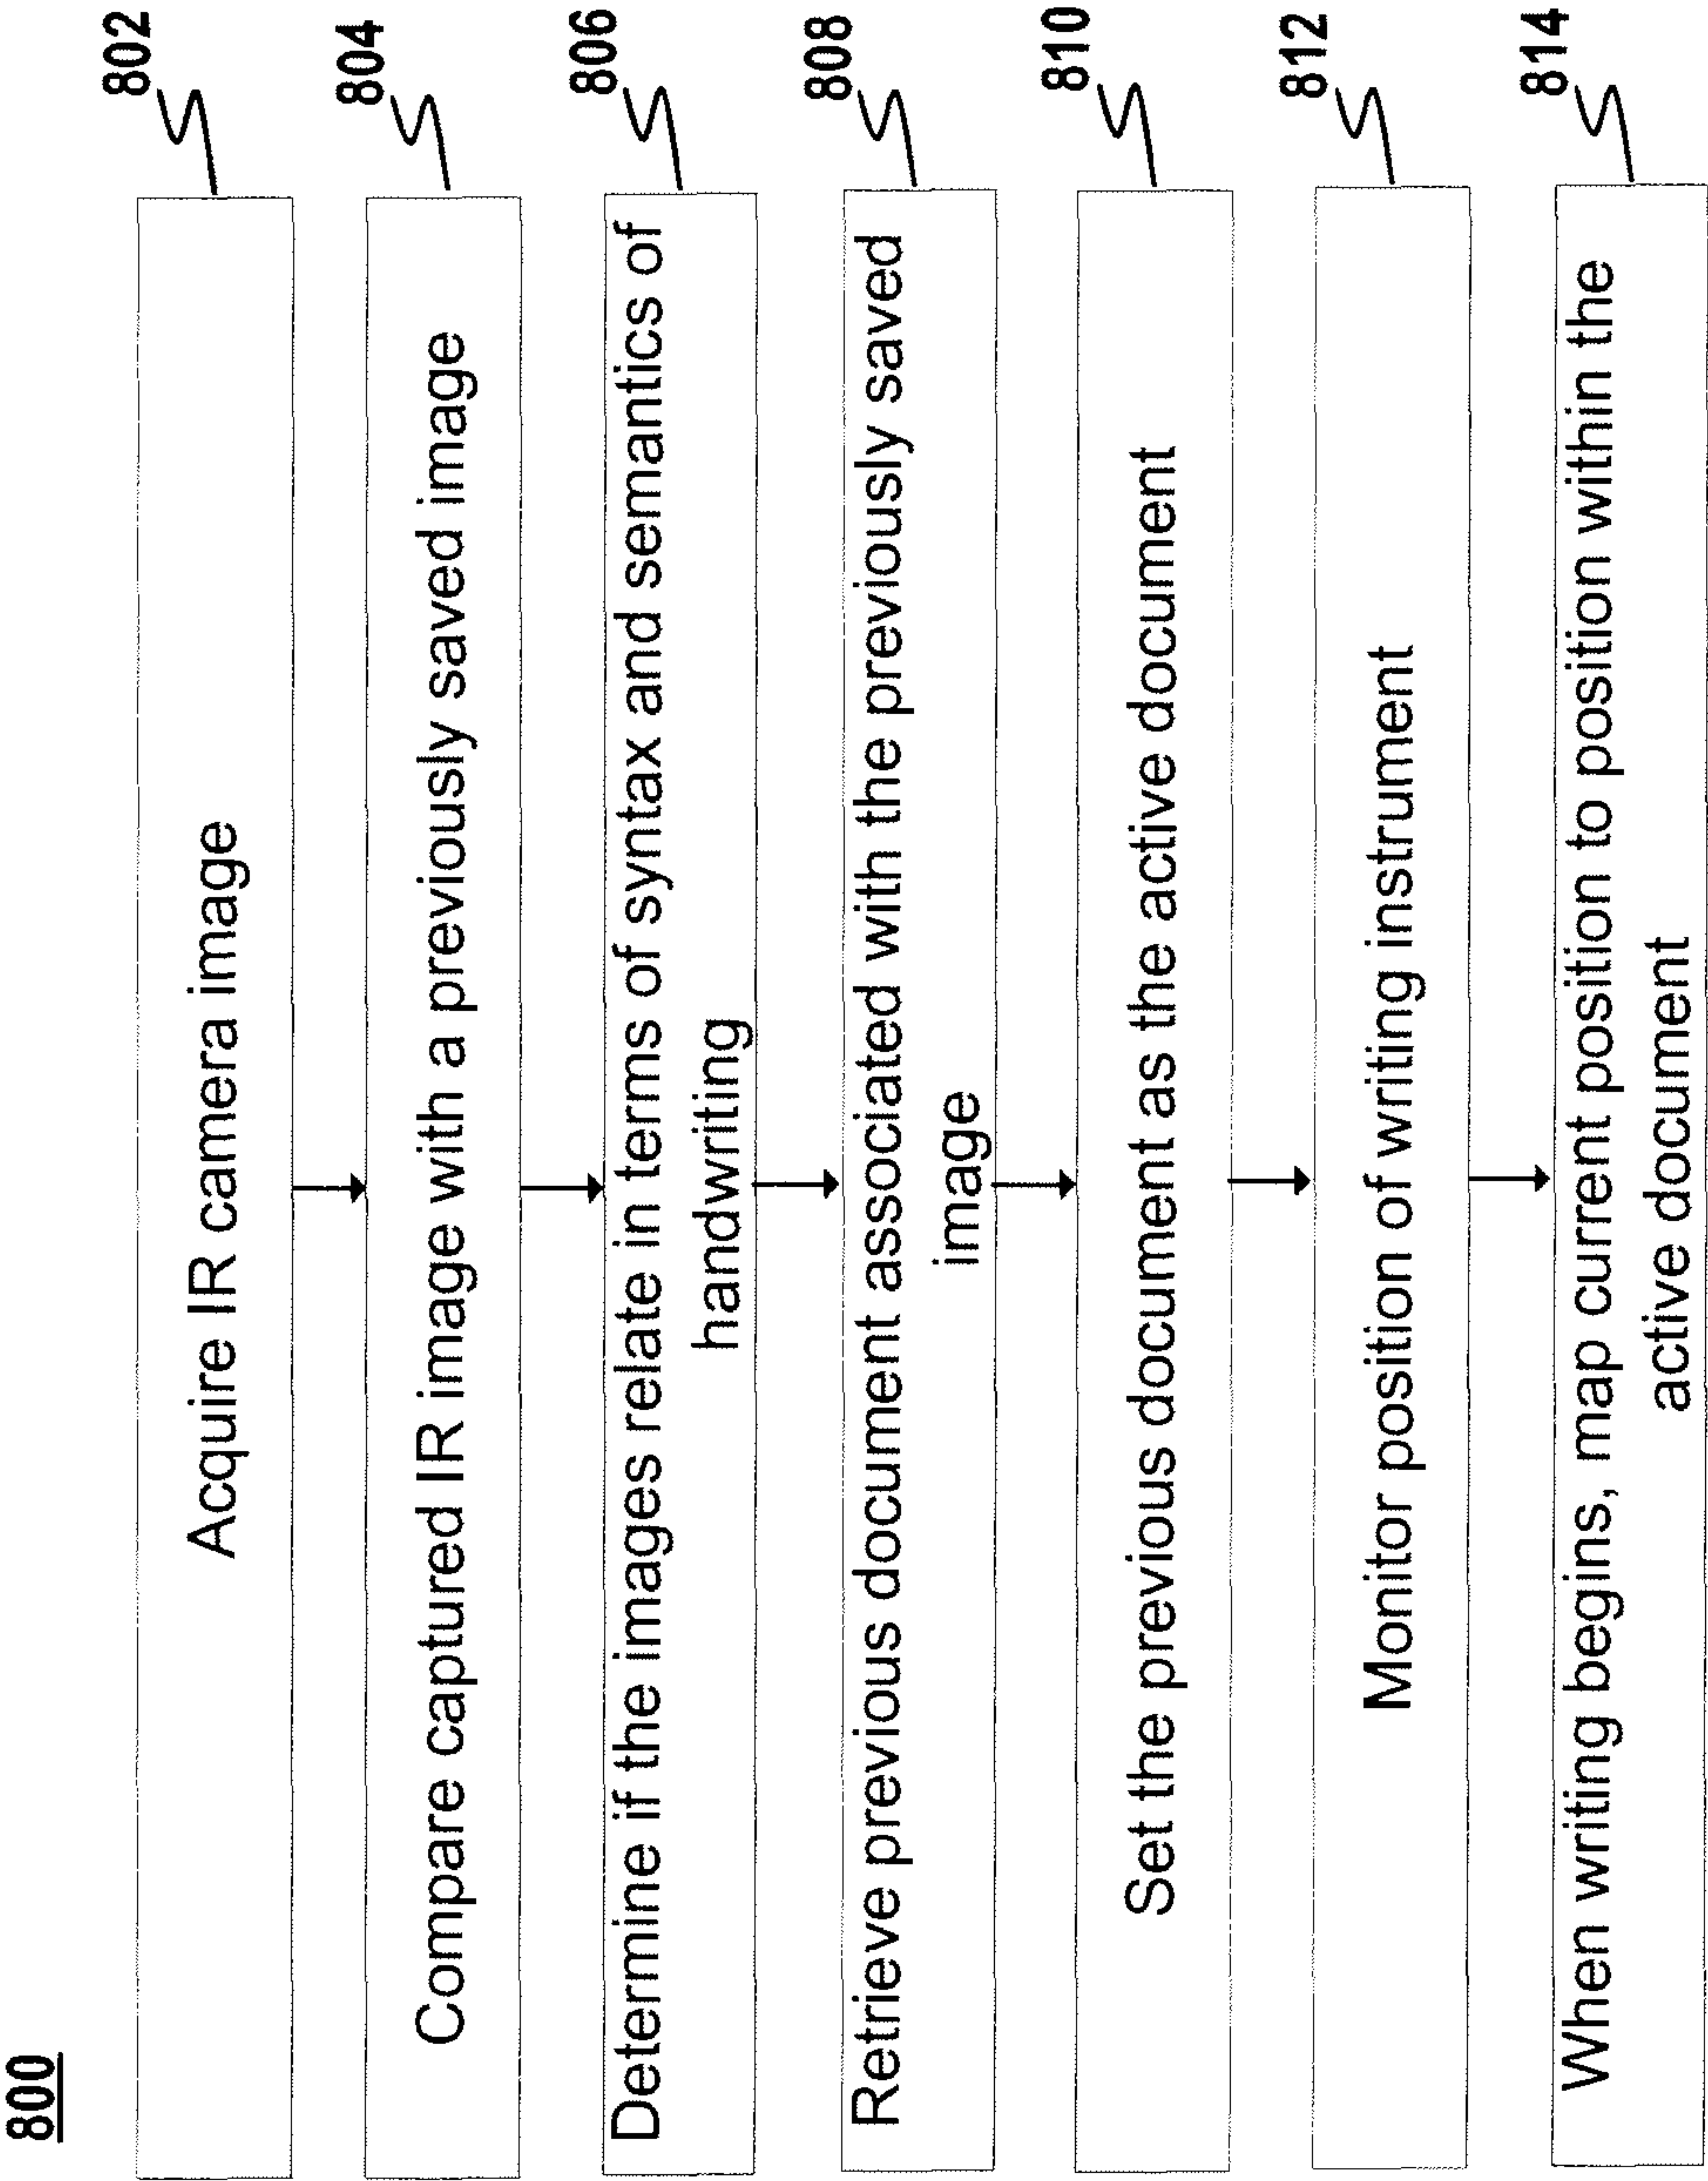 800
802
Acquire IR camera image
804
Compare captured IR image with a previously saved image
806
Determine if the images relate in terms of syntax and semantics of
handwriting
808
Retrieve previous document associated with the previously saved
image
810
Set the previous document as the active document
812
Monitor position of writing instrument
814
When writing begins, map current position to position within the
active document